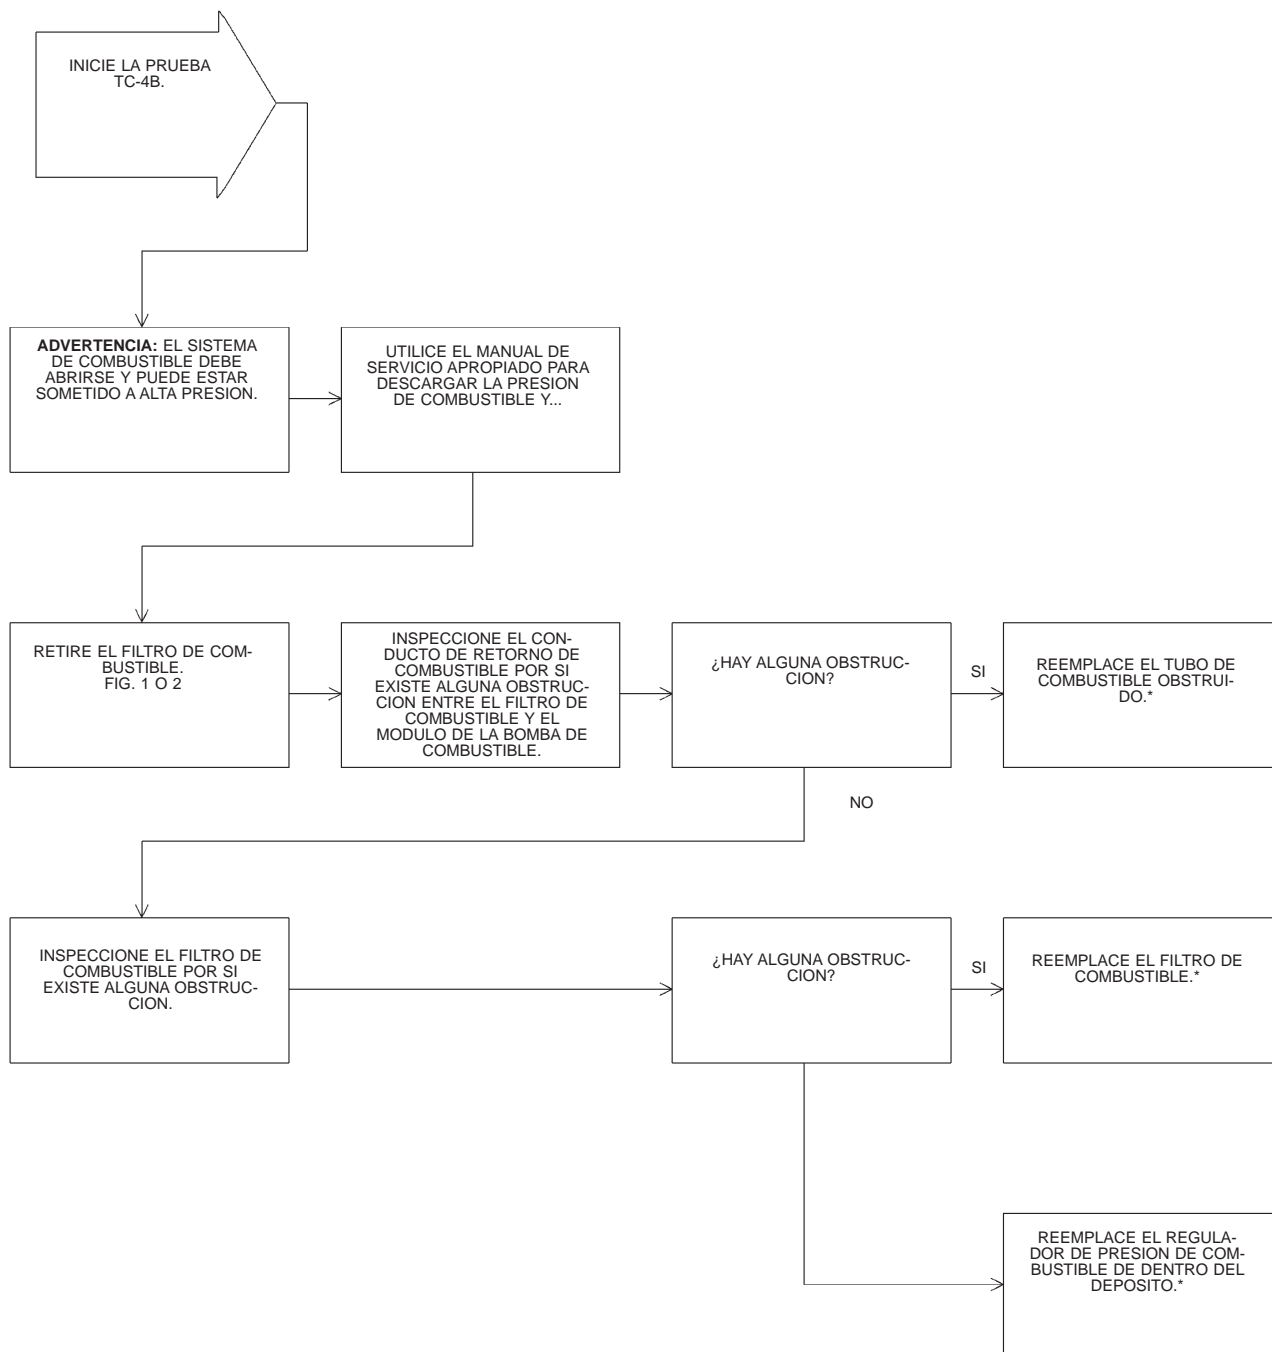 INICIE LA PRUEBA
TC-4B.
ADVERTENCIA: EL SISTEMA
DE COMBUSTIBLE DEBE
ABRIRSE Y PUEDE ESTAR
SOMETIDO A ALTA PRESION.
UTILICE EL MANUAL DE
SERVICIO APROPIADO PARA
DESCARGAR LA PRESION
DE COMBUSTIBLE Y...
RETIRE EL FILTRO DE COM-
BUSTIBLE.
FIG. 1 O 2
INSPECCIONE EL CON-
DUCTO DE RETORNO DE
COMBUSTIBLE POR SI
EXISTE ALGUNA OBSTRUC-
CION ENTRE EL FILTRO DE
COMBUSTIBLE Y EL
MODULO DE LA BOMBA DE
COMBUSTIBLE.
¿HAY ALGUNA OBSTRUC-
CION?
SI
REEMPLACE EL TUBO DE
COMBUSTIBLE OBSTRUI-
DO.*
NO
INSPECCIONE EL FILTRO DE
COMBUSTIBLE POR SI
EXISTE ALGUNA OBSTRUC-
CION.
¿HAY ALGUNA OBSTRUC-
CION?
SI
REEMPLACE EL FILTRO DE
COMBUSTIBLE.*
REEMPLACE EL REGULA-
DOR DE PRESION DE COM-
BUSTIBLE DE DENTRO DEL
DEPOSITO.*